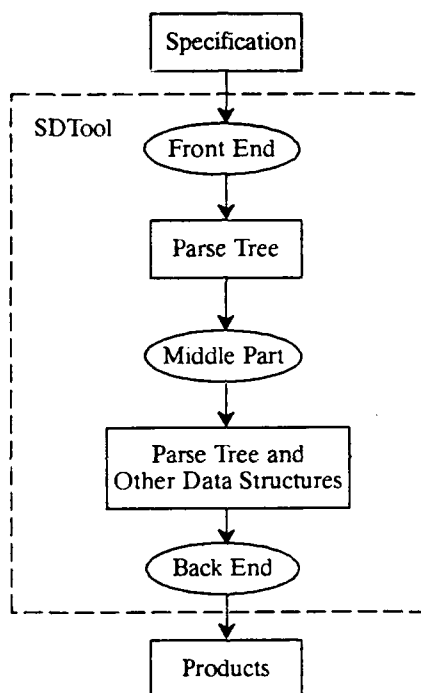 Specification
SDTool
Front End
Parse Tree
Middle Part
Parse Tree and
Other Data Structures
Back End
Products